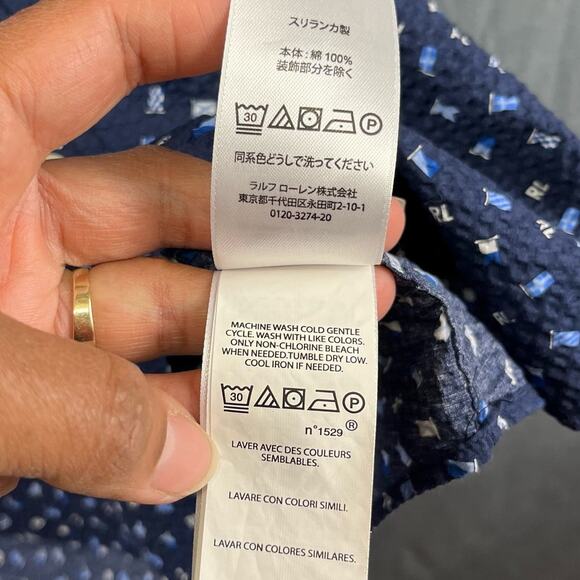 スリランカ製
本体：綿 100%
装飾部分を除く
30 P
同系色どうしで洗ってください
ラルフ ローレン株式会社
東京都千代田区永田町2-10-1
0120-3274-20
MACHINE WASH COLD GENTLE
CYCLE. WASH WITH LIKE COLORS.
ONLY NON-CHLORINE BLEACH
WHEN NEEDED.TUMBLE DRY LOW.
COOL IRON IF NEEDED.
30 P
n°1529 ®
LAVER AVEC DES COULEURS
SEMBLABLES.
LAVARE CON COLORI SIMILI.
LAVAR CON COLORES SIMILARES.
RL
RL